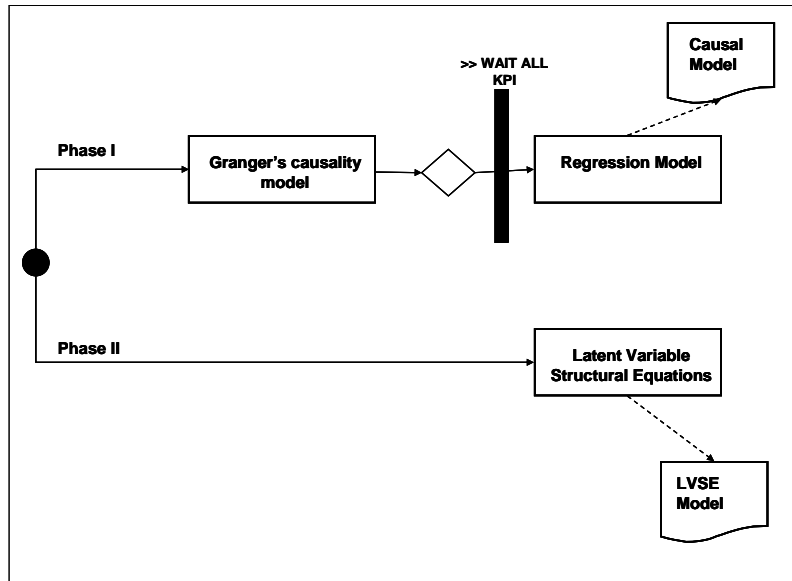 Causal
Model
>> WAIT ALL
KPI
Phase I
Granger's causality
model
Regression Model
Phase II
Latent Variable
Structural Equations
LVSE
Model